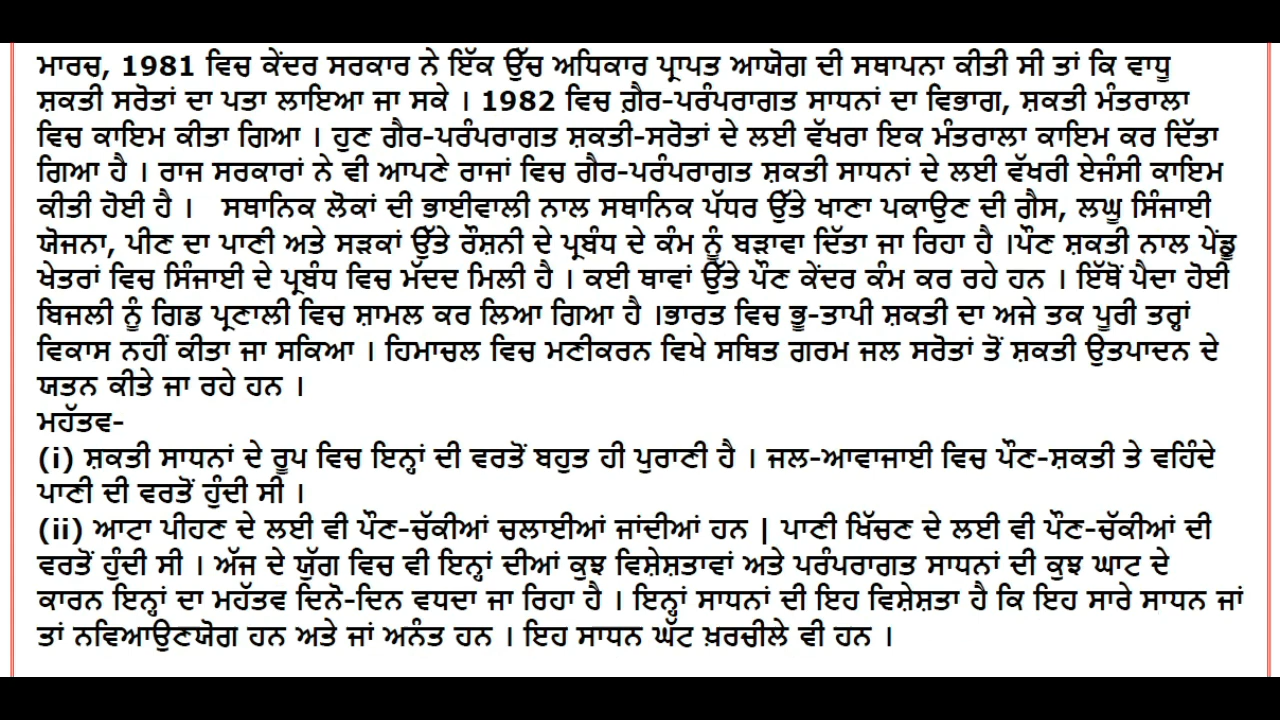 ਮਾਰਚ, 1981 ਵਿਚ ਕੇਂਦਰ ਸਰਕਾਰ ਨੇ ਇੱਕ ਉੱਚ ਅਧਿਕਾਰ ਪ੍ਰਾਪਤ ਆਯੋਗ ਦੀ ਸਥਾਪਨਾ ਕੀਤੀ ਸੀ ਤਾਂ ਕਿ ਵਾਧੂ
ਸ਼ਕਤੀ ਸਰੋਤਾਂ ਦਾ ਪਤਾ ਲਾਇਆ ਜਾ ਸਕੇ । 1982 ਵਿਚ ਗ਼ੈਰ-ਪਰੰਪਰਾਗਤ ਸਾਧਨਾਂ ਦਾ ਵਿਭਾਗ, ਸ਼ਕਤੀ ਮੰਤਰਾਲਾ
ਵਿਚ ਕਾਇਮ ਕੀਤਾ ਗਿਆ । ਹੁਣ ਗੈਰ-ਪਰੰਪਰਾਗਤ ਸ਼ਕਤੀ-ਸਰੋਤਾਂ ਦੇ ਲਈ ਵੱਖਰਾ ਇਕ ਮੰਤਰਾਲਾ ਕਾਇਮ ਕਰ ਦਿੱਤਾ
ਗਿਆ ਹੈ । ਰਾਜ ਸਰਕਾਰਾਂ ਨੇ ਵੀ ਆਪਣੇ ਰਾਜਾਂ ਵਿਚ ਗੈਰ-ਪਰੰਪਰਾਗਤ ਸ਼ਕਤੀ ਸਾਧਨਾਂ ਦੇ ਲਈ ਵੱਖਰੀ ਏਜੰਸੀ ਕਾਇਮ
ਕੀਤੀ ਹੋਈ ਹੈ । ਸਥਾਨਿਕ ਲੋਕਾਂ ਦੀ ਭਾਈਵਾਲੀ ਨਾਲ ਸਥਾਨਿਕ ਪੱਧਰ ਉੱਤੇ ਖਾਣਾ ਪਕਾਉਣ ਦੀ ਗੈਸ, ਲਘੂ ਸਿੰਜਾਈ
ਯੋਜਨਾ, ਪੀਣ ਦਾ ਪਾਣੀ ਅਤੇ ਸੜਕਾਂ ਉੱਤੇ ਰੌਸ਼ਨੀ ਦੇ ਪ੍ਰਬੰਧ ਦੇ ਕੰਮ ਨੂੰ ਬੜਾਵਾ ਦਿੱਤਾ ਜਾ ਰਿਹਾ ਹੈ ।ਪੌਣ ਸ਼ਕਤੀ ਨਾਲ ਪੇਂਡੂ
ਖੇਤਰਾਂ ਵਿਚ ਸਿੰਜਾਈ ਦੇ ਪ੍ਰਬੰਧ ਵਿਚ ਮੱਦਦ ਮਿਲੀ ਹੈ । ਕਈ ਥਾਵਾਂ ਉੱਤੇ ਪੌਣ ਕੇਂਦਰ ਕੰਮ ਕਰ ਰਹੇ ਹਨ । ਇੱਥੋਂ ਪੈਦਾ ਹੋਈ
ਬਿਜਲੀ ਨੂੰ ਗਿਡ ਪ੍ਰਣਾਲੀ ਵਿਚ ਸ਼ਾਮਲ ਕਰ ਲਿਆ ਗਿਆ ਹੈ ।ਭਾਰਤ ਵਿਚ ਭੂ-ਤਾਪੀ ਸ਼ਕਤੀ ਦਾ ਅਜੇ ਤਕ ਪੂਰੀ ਤਰ੍ਹਾਂ
ਵਿਕਾਸ ਨਹੀਂ ਕੀਤਾ ਜਾ ਸਕਿਆ । ਹਿਮਾਚਲ ਵਿਚ ਮਣੀਕਰਨ ਵਿਖੇ ਸਥਿਤ ਗਰਮ ਜਲ ਸਰੋਤਾਂ ਤੋਂ ਸ਼ਕਤੀ ਉਤਪਾਦਨ ਦੇ
ਯਤਨ ਕੀਤੇ ਜਾ ਰਹੇ ਹਨ ।
ਮਹੱਤਵ-
(i) ਸ਼ਕਤੀ ਸਾਧਨਾਂ ਦੇ ਰੂਪ ਵਿਚ ਇਨ੍ਹਾਂ ਦੀ ਵਰਤੋਂ ਬਹੁਤ ਹੀ ਪੁਰਾਣੀ ਹੈ । ਜਲ-ਆਵਾਜਾਈ ਵਿਚ ਪੌਣ-ਸ਼ਕਤੀ ਤੇ ਵਹਿੰਦੇ
ਪਾਣੀ ਦੀ ਵਰਤੋਂ ਹੁੰਦੀ ਸੀ ।
(ii) ਆਟਾ ਪੀਹਣ ਦੇ ਲਈ ਵੀ ਪੌਣ-ਚੱਕੀਆਂ ਚਲਾਈਆਂ ਜਾਂਦੀਆਂ ਹਨ | ਪਾਣੀ ਖਿੱਚਣ ਦੇ ਲਈ ਵੀ ਪੌਣ-ਚੱਕੀਆਂ ਦੀ
ਵਰਤੋਂ ਹੁੰਦੀ ਸੀ । ਅੱਜ ਦੇ ਯੁੱਗ ਵਿਚ ਵੀ ਇਨ੍ਹਾਂ ਦੀਆਂ ਕੁਝ ਵਿਸ਼ੇਸ਼ਤਾਵਾਂ ਅਤੇ ਪਰੰਪਰਾਗਤ ਸਾਧਨਾਂ ਦੀ ਕੁਝ ਘਾਟ ਦੇ
ਕਾਰਨ ਇਨ੍ਹਾਂ ਦਾ ਮਹੱਤਵ ਦਿਨੋ-ਦਿਨ ਵਧਦਾ ਜਾ ਰਿਹਾ ਹੈ । ਇਨ੍ਹਾਂ ਸਾਧਨਾਂ ਦੀ ਇਹ ਵਿਸ਼ੇਸ਼ਤਾ ਹੈ ਕਿ ਇਹ ਸਾਰੇ ਸਾਧਨ ਜਾਂ
ਤਾਂ ਨਵਿਆਉਣਯੋਗ ਹਨ ਅਤੇ ਜਾਂ ਅਨੰਤ ਹਨ । ਇਹ ਸਾਧਨ ਘੱਟ ਖ਼ਰਚੀਲੇ ਵੀ ਹਨ ।